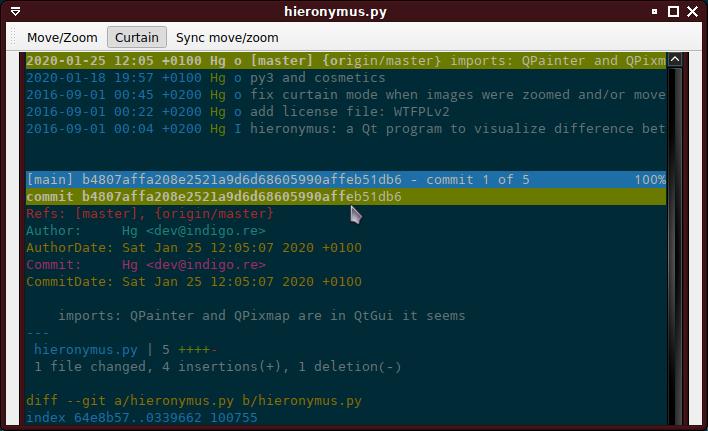 hieronymus.py
Move/Zoom Curtain Sync move/zoom
2020-01-25 12:05 +0100 Hg o [master] {origin/master} imports: QPainter and QPixm
2020-01-18 19:57 +0100 Hg o py3 and cosmetics
2016-09-01 00:45 +0200 Hg o fix curtain mode when images were zoomed and/or move
2016-09-01 00:22 +0200 Hg o add license file: WTFPLv2
2016-09-01 00:04 +0200 Hg I hieronymus: a Qt program to visualize difference bet
[main] b4807affa208e2521a9d6d68605990affeb51db6 - commit 1 of 5 100%
commit b4807affa208e2521a9d6d68605990affeb51db6
Refs: [master], {origin/master}
Author: Hg <dev@indigo.re>
AuthorDate: Sat Jan 25 12:05:07 2020 +0100
Commit: Hg <dev@indigo.re>
CommitDate: Sat Jan 25 12:05:07 2020 +0100
imports: QPainter and QPixmap are in QtGui it seems
---
hieronymus.py | 5 ++++-
1 file changed, 4 insertions(+), 1 deletion(-)
diff --git a/hieronymus.py b/hieronymus.py
index 64e8b57..0339662 100755